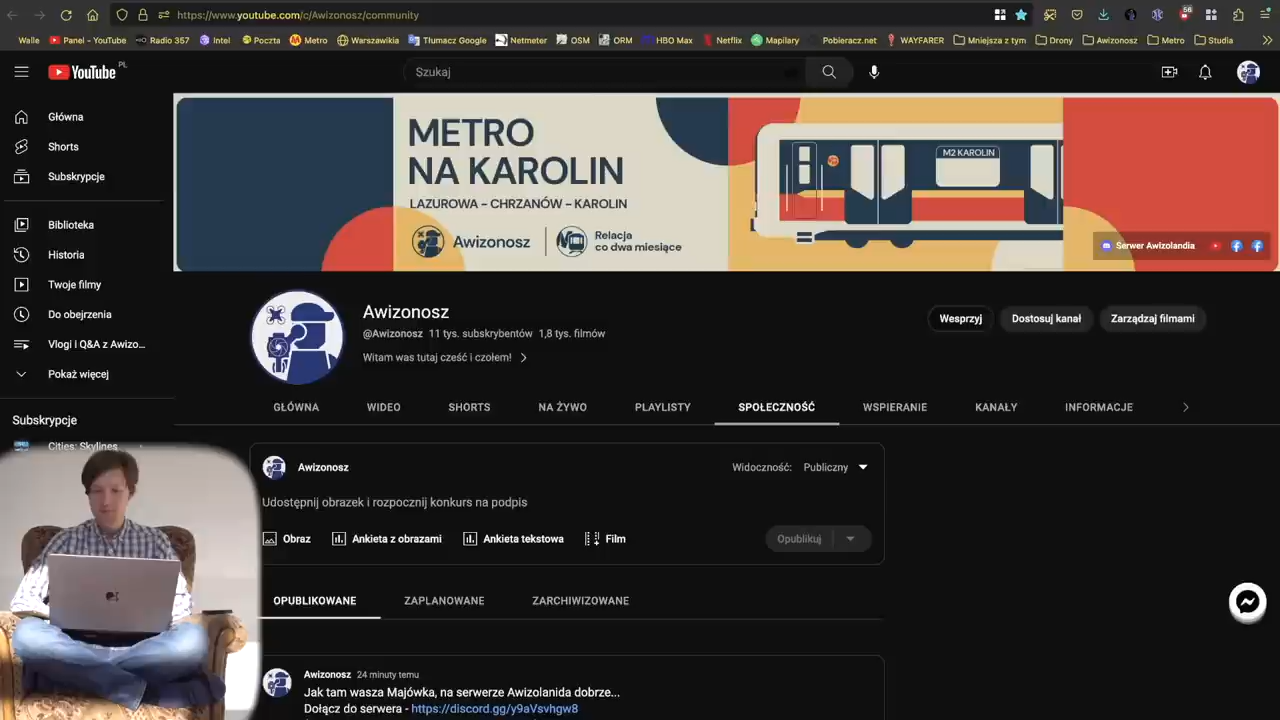 https://www.youtube.com/c/Awizonosz/community
56
Walle Panel - YouTube Radio 357 Intel Poczta Metro Warszawikia Tłumacz Google Netmeter OSM ORM HBO Max Netflix Mapilary Pobieracz.net WAYFARER Mniejsza z tym Drony Awizonosz Metro Studia
YouTube PL
Szukaj
Główna
Shorts
Subskrypcje
Biblioteka
Historia
Twoje filmy
Do obejrzenia
Vlogi i Q&A z Awizo...
Pokaż więcej
Subskrypcje
Cities: Skylines
METRO
NA KAROLIN
LAZUROWA - CHRZANÓW - KAROLIN
Awizonosz
Relacja
co dwa miesiące
M2 KAROLIN
Serwer Awizolandia
Awizonosz
@Awizonosz 11 tys. subskrybentów 1,8 tys. filmów
Witam was tutaj cześć i czołem!
Wesprzyj Dostosuj kanał Zarządzaj filmami
GŁÓWNA WIDEO SHORTS NA ŻYWO PLAYLISTY SPOŁECZNOŚĆ WSPIERANIE KANAŁY INFORMACJE
Awizonosz
Widoczność: Publiczny
Udostępnij obrazek i rozpocznij konkurs na podpis
Obraz Ankieta z obrazami Ankieta tekstowa Film
Opublikuj
OPUBLIKOWANE ZAPLANOWANE ZARCHIWIZOWANE
Awizonosz 24 minuty temu
Jak tam wasza Majówka, na serwerze Awizolanida dobrze...
Dołącz do serwera - https://discord.gg/y9aVsvhgw8